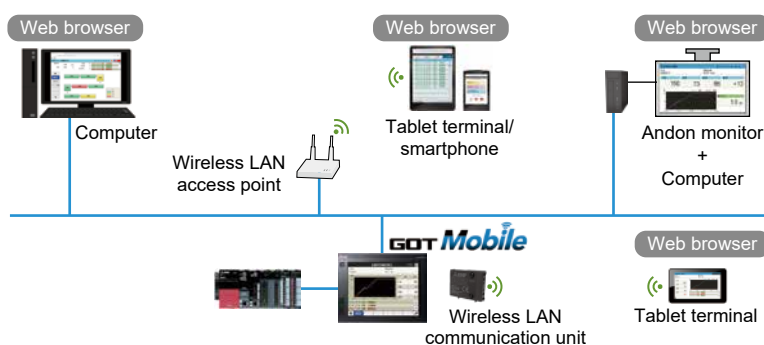 Web browser
Web browser
Web browser
Computer
Tablet terminal/
smartphone
Andon monitor
+
Computer
Wireless LAN
access point
GOT Mobile
Web browser
Wireless LAN
communication unit
Tablet terminal